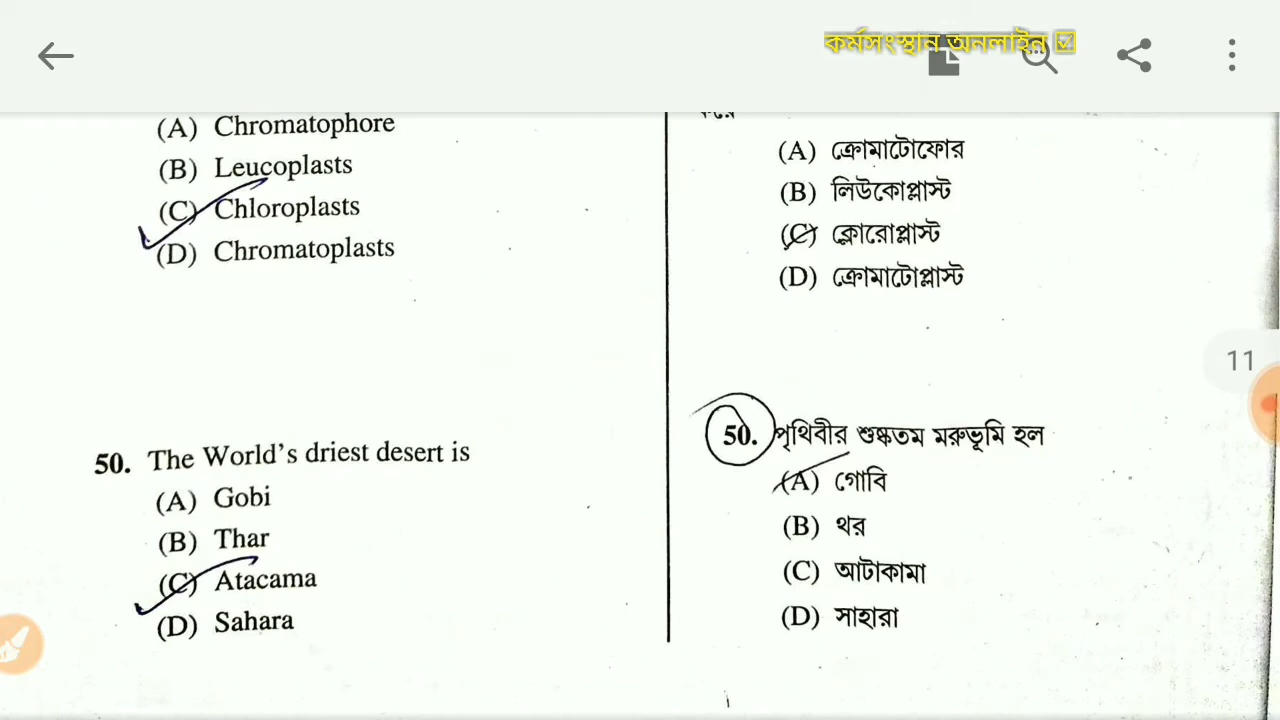 কর্মসংস্থান অনলাইন ☑
(A) Chromatophore
(B) Leucoplasts
(C) Chloroplasts
(D) Chromatoplasts
50. The World's driest desert is
(A) Gobi
(B) Thar
(C) Atacama
(D) Sahara
(A) ক্রোমাটোফোর
(B) লিউকোপ্লাস্ট
(C) ক্লোরোপ্লাস্ট
(D) ক্রোমাটোপ্লাস্ট
50. পৃথিবীর শুষ্কতম মরুভূমি হল
(A) গোবি
(B) থর
(C) আটাকামা
(D) সাহারা
11